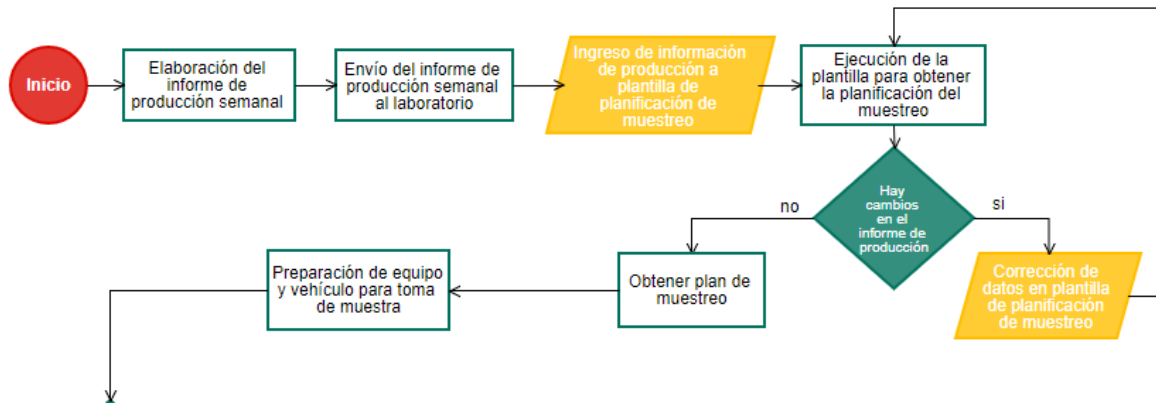 Inicio
Elaboración del
informe de
producción semanal
Envío del informe de
producción semanal
al laboratorio
Ingreso de información
de producción a
plantilla de
planificación de
muestreo
Ejecución de la
plantilla para obtener
la planificación del
muestreo
Hay
cambios
en el
informe de
producción
no
si
Corrección de
datos en plantilla
de planificación
de muestreo
Obtener plan de
muestreo
Preparación de equipo
y vehículo para toma
de muestra